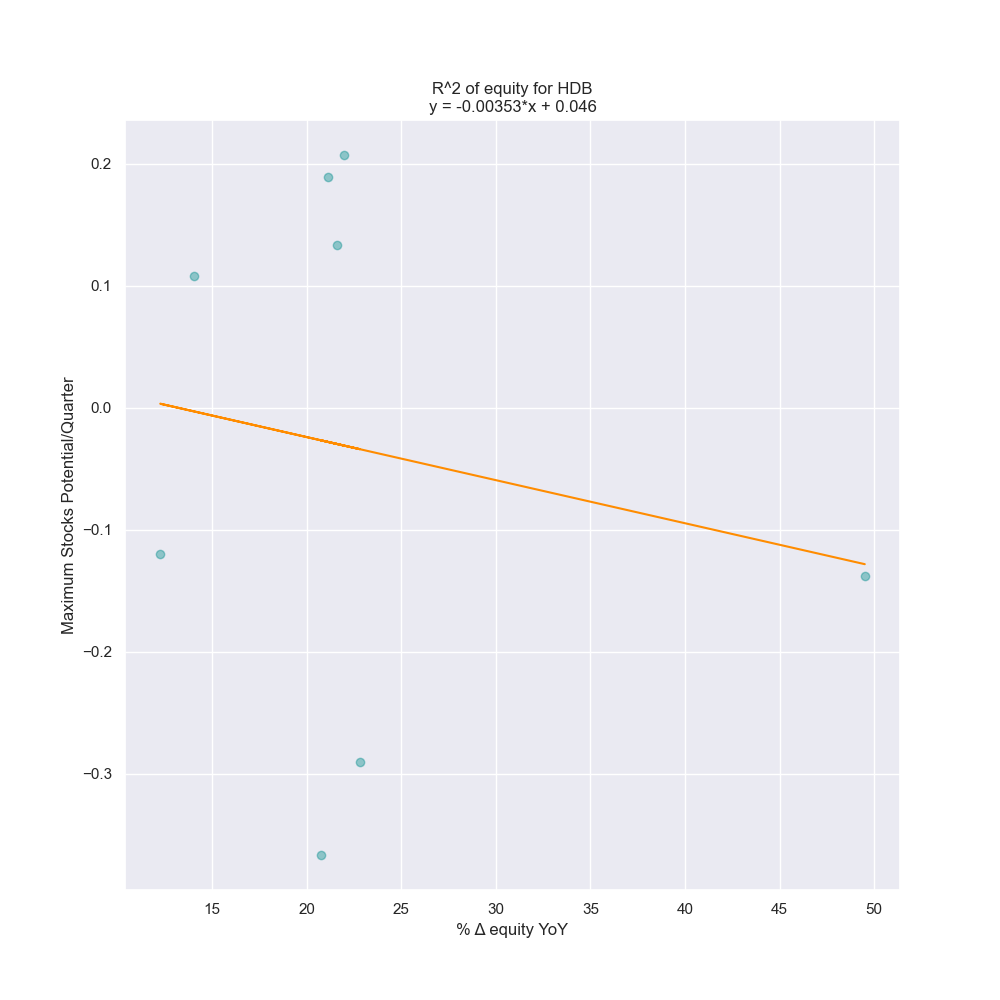 R^2 of equity for HDB
y = -0.00353*x + 0.046
0.2
0.1
0.0
−0.1
−0.2
−0.3
Maximum Stocks Potential/Quarter
15 20 25 30 35 40 45 50
% Δ equity YoY